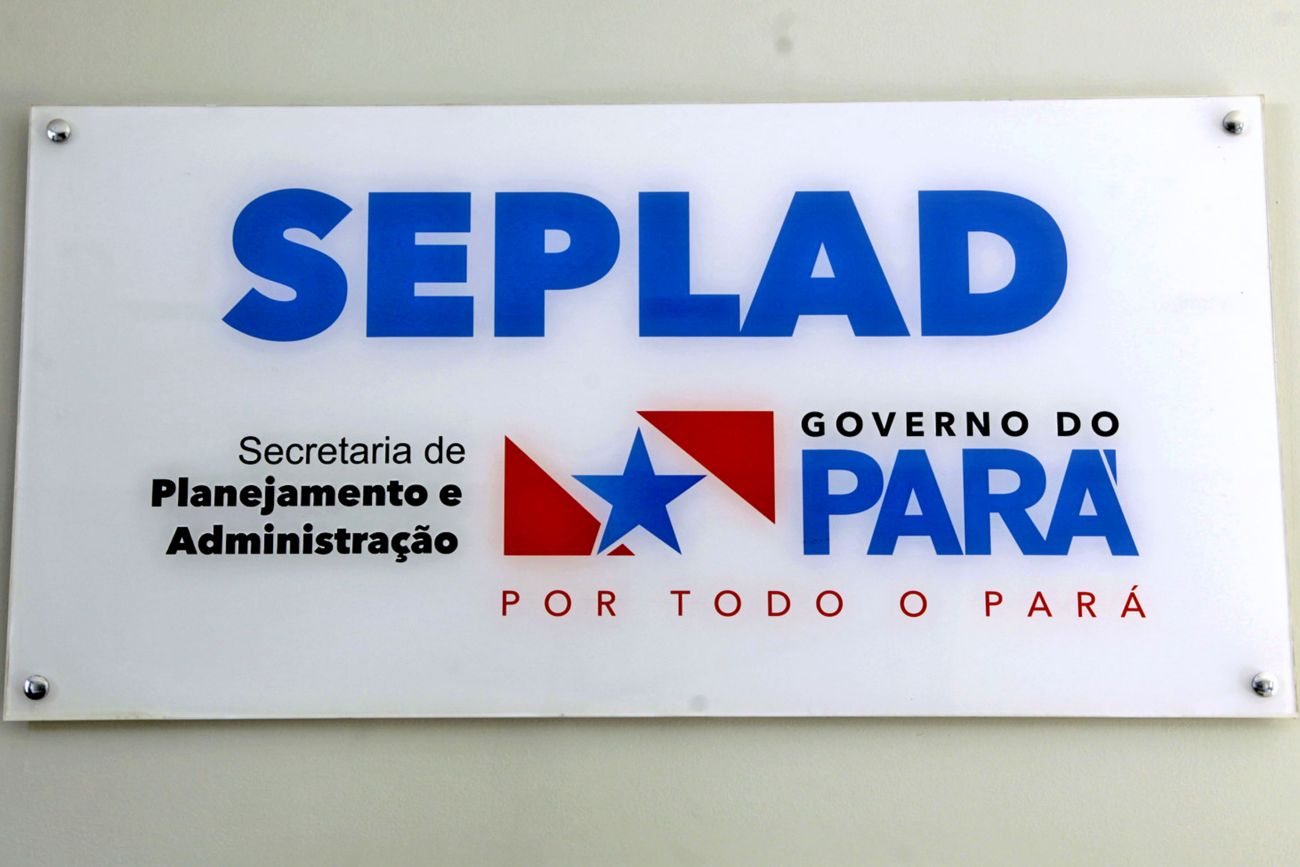 SEPLAD
Secretaria de
Planejamento e
Administração
GOVERNO DO
PARÁ
POR TODO O PARÁ